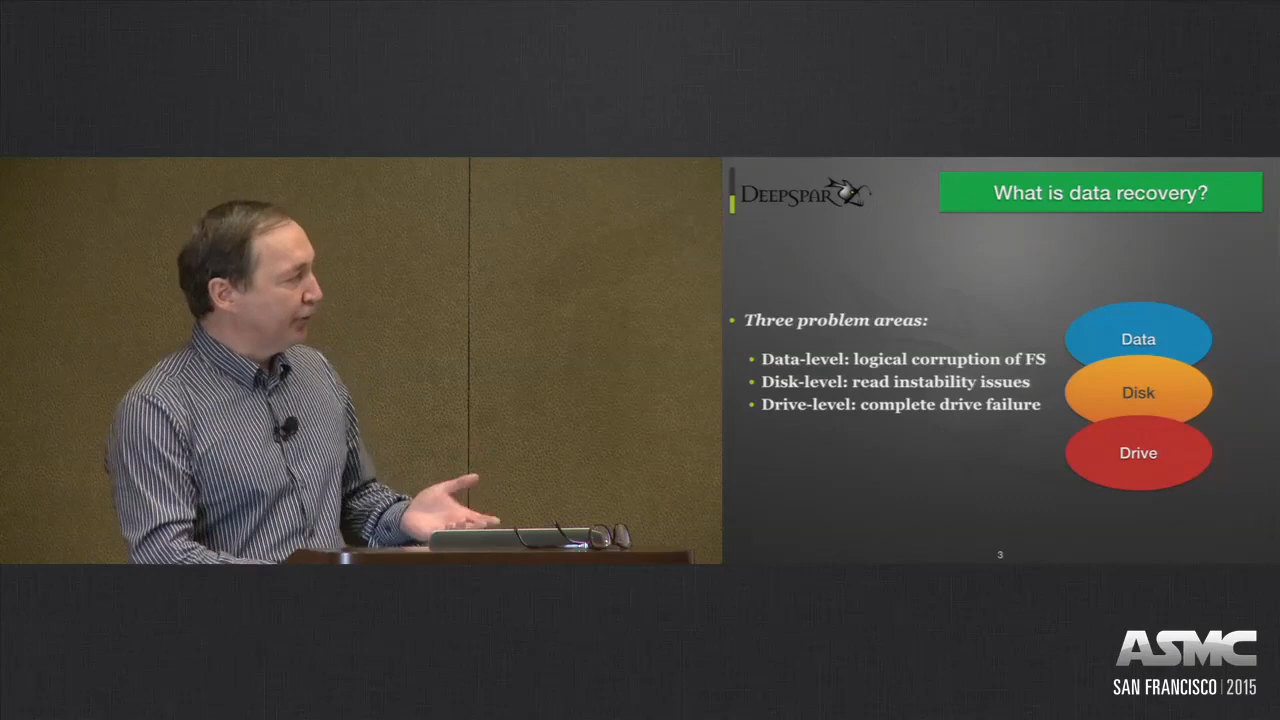 DEEPSPAR
What is data recovery?
• Three problem areas:
• Data-level: logical corruption of FS
• Disk-level: read instability issues
• Drive-level: complete drive failure
Data
Disk
Drive
3
ASMC
SAN FRANCISCO | 2015